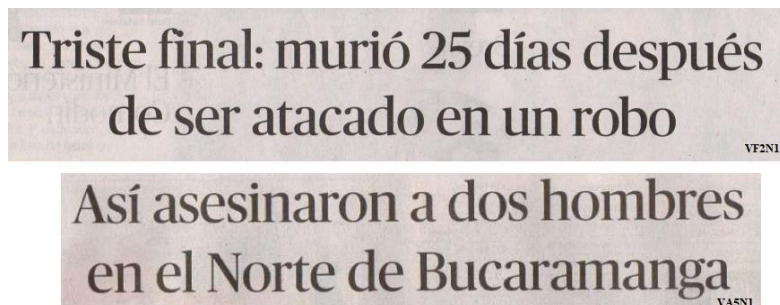 Triste final: murió 25 días después
de ser atacado en un robo
VF2N1
Así asesinaron a dos hombres
en el Norte de Bucaramanga
VA5N1